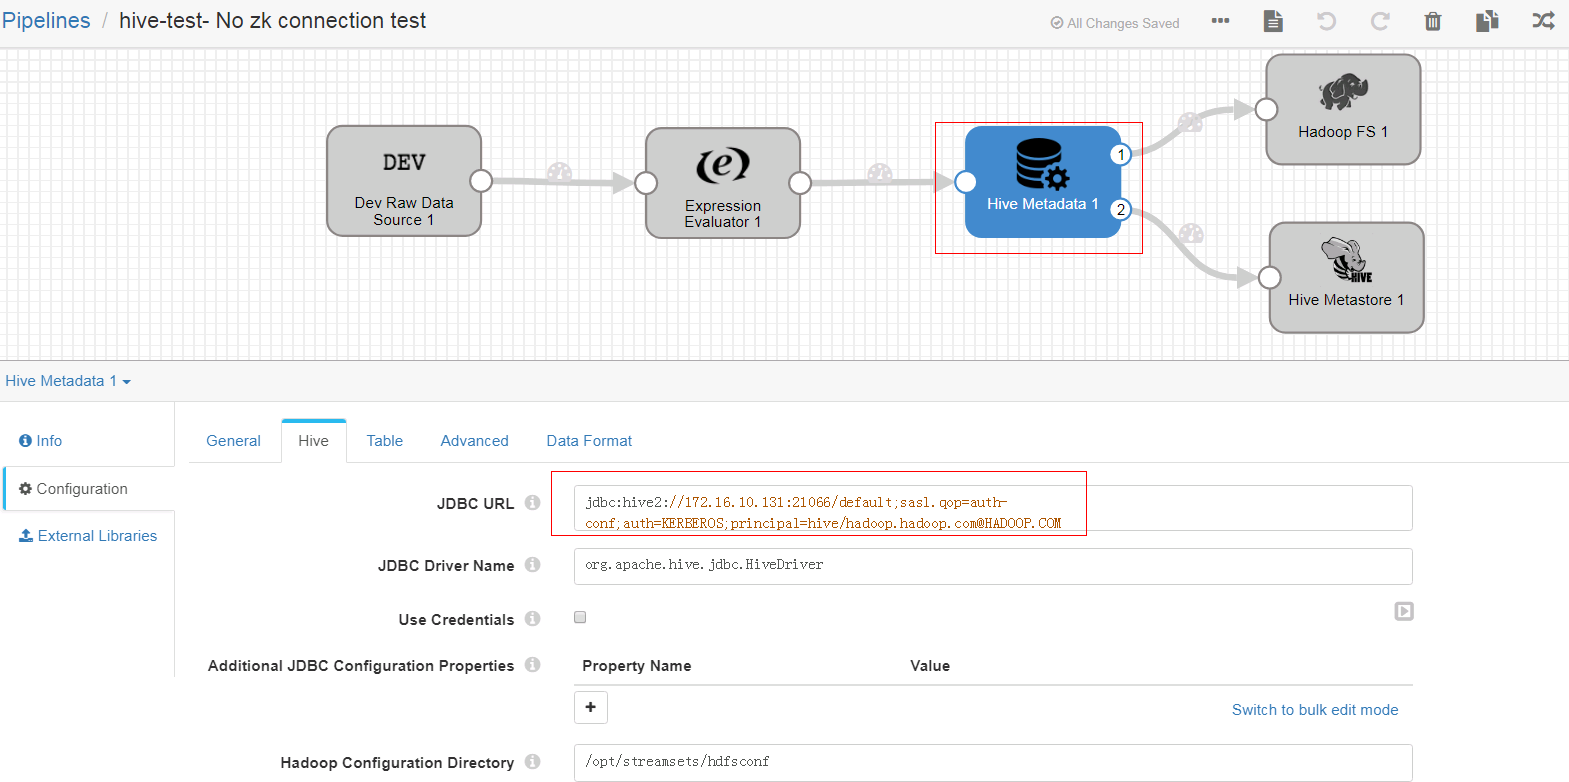 Pipelines / hive-test- No zk connection test
All Changes Saved
DEV
Dev Raw Data
Source 1
Expression
Evaluator 1
Hive Metadata 1
1
2
Hadoop FS 1
HIVE
Hive Metastore 1
Hive Metadata 1
Info
Configuration
External Libraries
General Hive Table Advanced Data Format
JDBC URL
jdbc:hive2://172.16.10.131:21066/default;sasl.qop=auth-
conf;auth=KERBEROS;principal=hive/hadoop.hadoop.com@HADOOP.COM
JDBC Driver Name
org.apache.hive.jdbc.HiveDriver
Use Credentials
Additional JDBC Configuration Properties
Property Name Value
Switch to bulk edit mode
Hadoop Configuration Directory
/opt/streamsets/hdfsconf